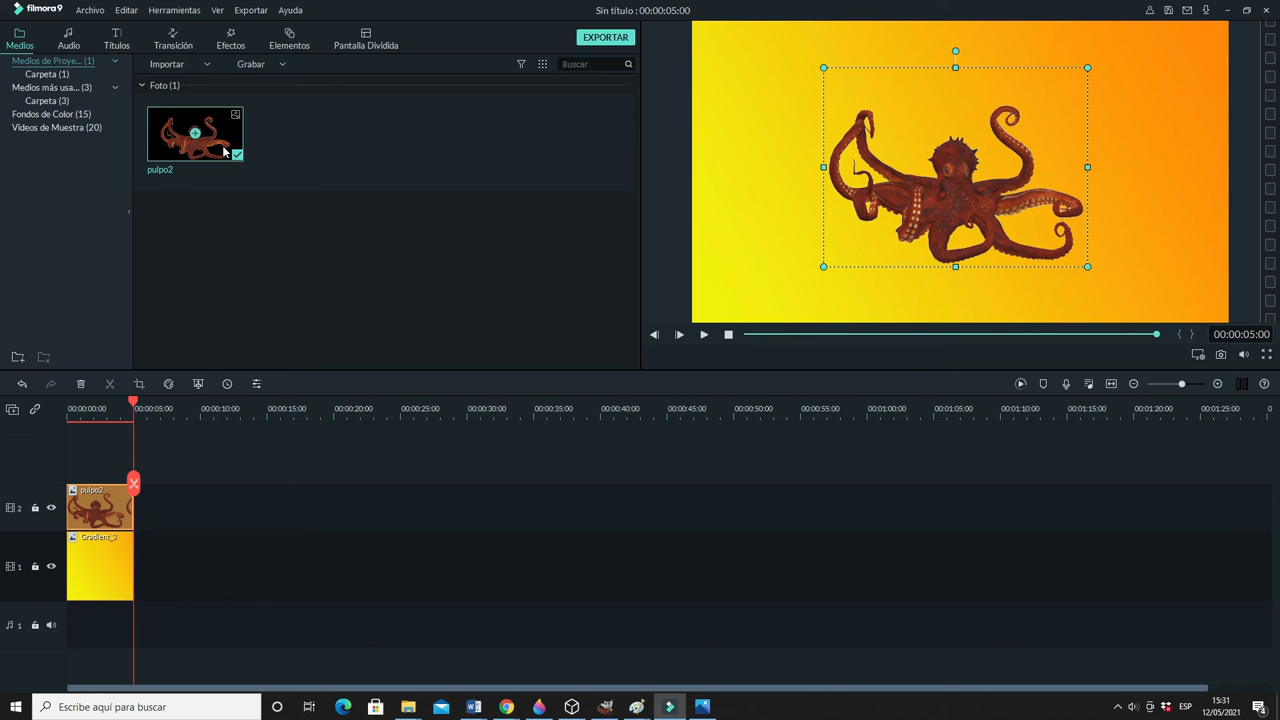 filmora9 Archivo Editar Herramientas Ver Exportar Ayuda Sin título : 00:00:05:00
Medios Audio Títulos Transición Efectos Elementos Pantalla Dividida EXPORTAR
Medios de Proye... (1)
Carpeta (1)
Medios más usa... (3)
Carpeta (3)
Fondos de Color (15)
Videos de Muestra (20)
Importar Grabar Buscar
Foto (1)
pulpo2
00:00:05:00
00:00:00:00 00:00:05:00 00:00:10:00 00:00:15:00 00:00:20:00 00:00:25:00 00:00:30:00 00:00:35:00 00:00:40:00 00:00:45:00 00:00:50:00 00:00:55:00 00:01:00:00 00:01:05:00 00:01:10:00 00:01:15:00 00:01:20:00 00:01:25:00 0
2 pulpo2
1 Gradient_3
1
Escribe aquí para buscar ESP 15:31
12/05/2021